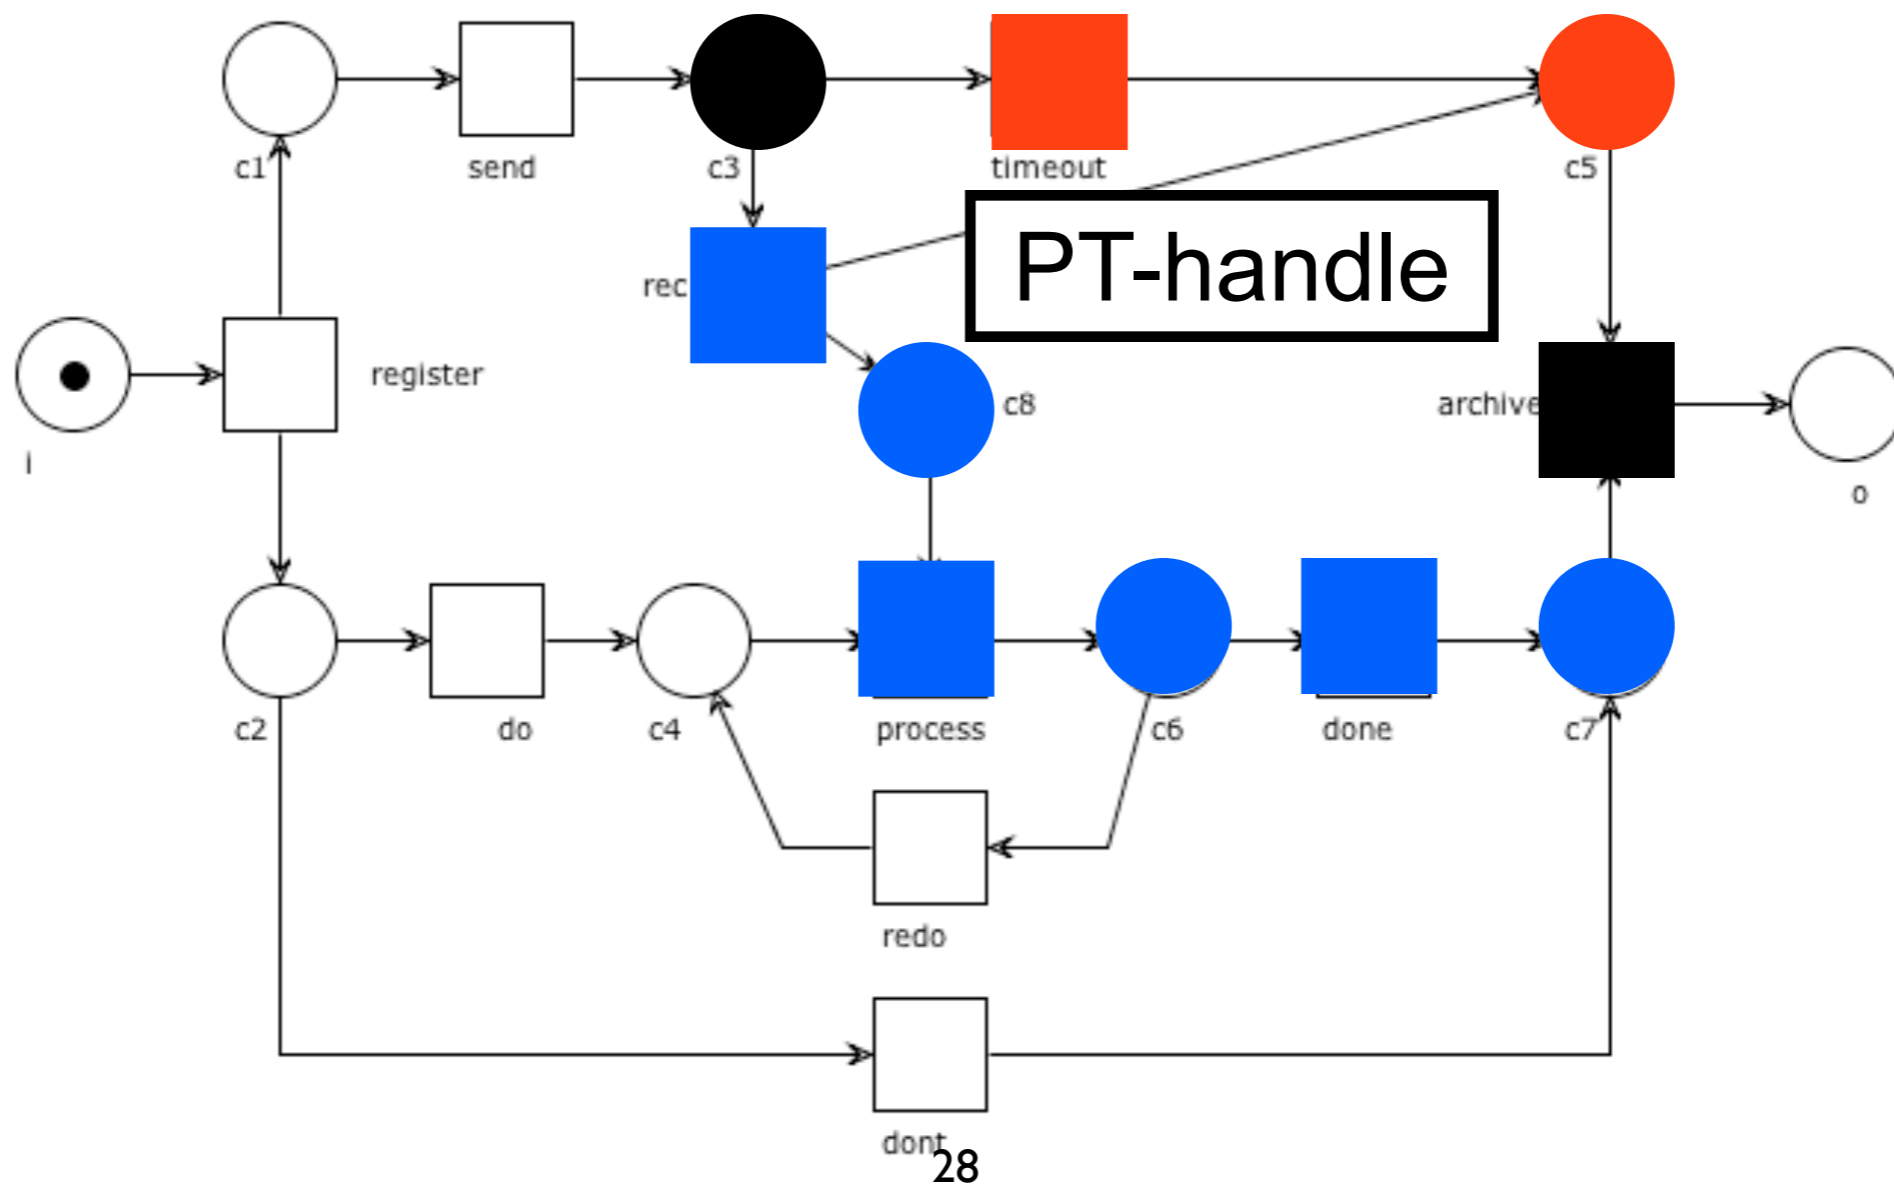 c1
send
c3
timeout
c5
rec
PT-handle
register
c8
archive
i
o
c2
do
c4
process
c6
done
c7
redo
dont
28